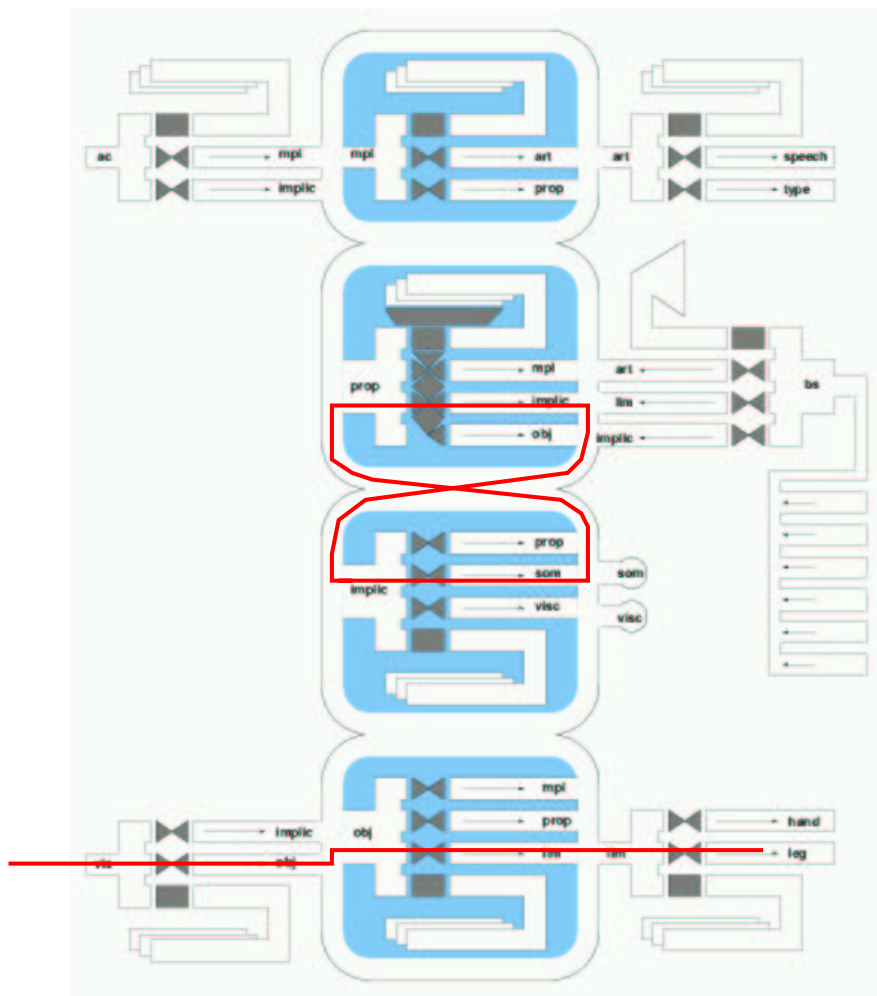 ac mpl mpl art art speech
implic prop type
mpl art
prop bs
implic lim
obj implic
prop
som som
implic
visc visc
mpl
implic obj prop hand
viz obj lim lim leg